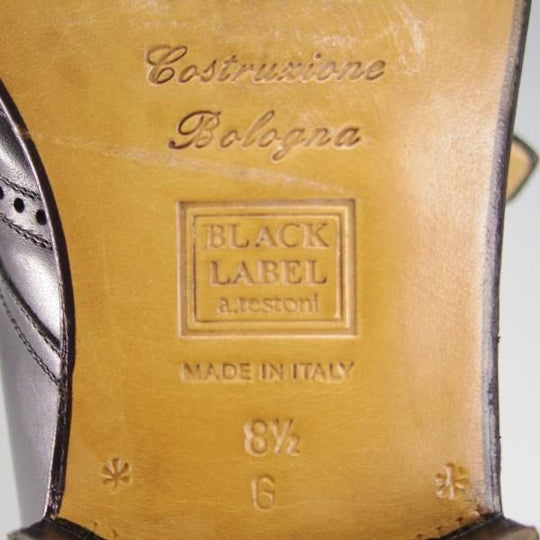 Costruzione
Bologna
BLACK
LABEL
a.testoni
MADE IN ITALY
8½
G